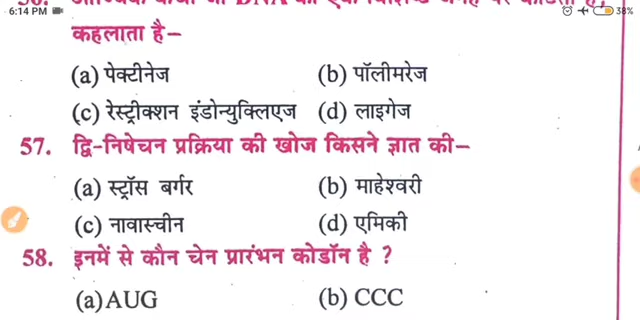 6:14 PM
38%
कहलाता है–
(a) पेक्टीनेज (b) पॉलीमरेज
(c) रेस्ट्रीक्शन इंडोन्युक्लिएज (d) लाइगेज
57. द्वि-निषेचन प्रक्रिया की खोज किसने ज्ञात की–
(a) स्ट्रॉस बर्गर (b) माहेश्वरी
(c) नावास्चीन (d) एमिकी
58. इनमें से कौन चेन प्रारंभन कोडॉन है ?
(a) AUG (b) CCC